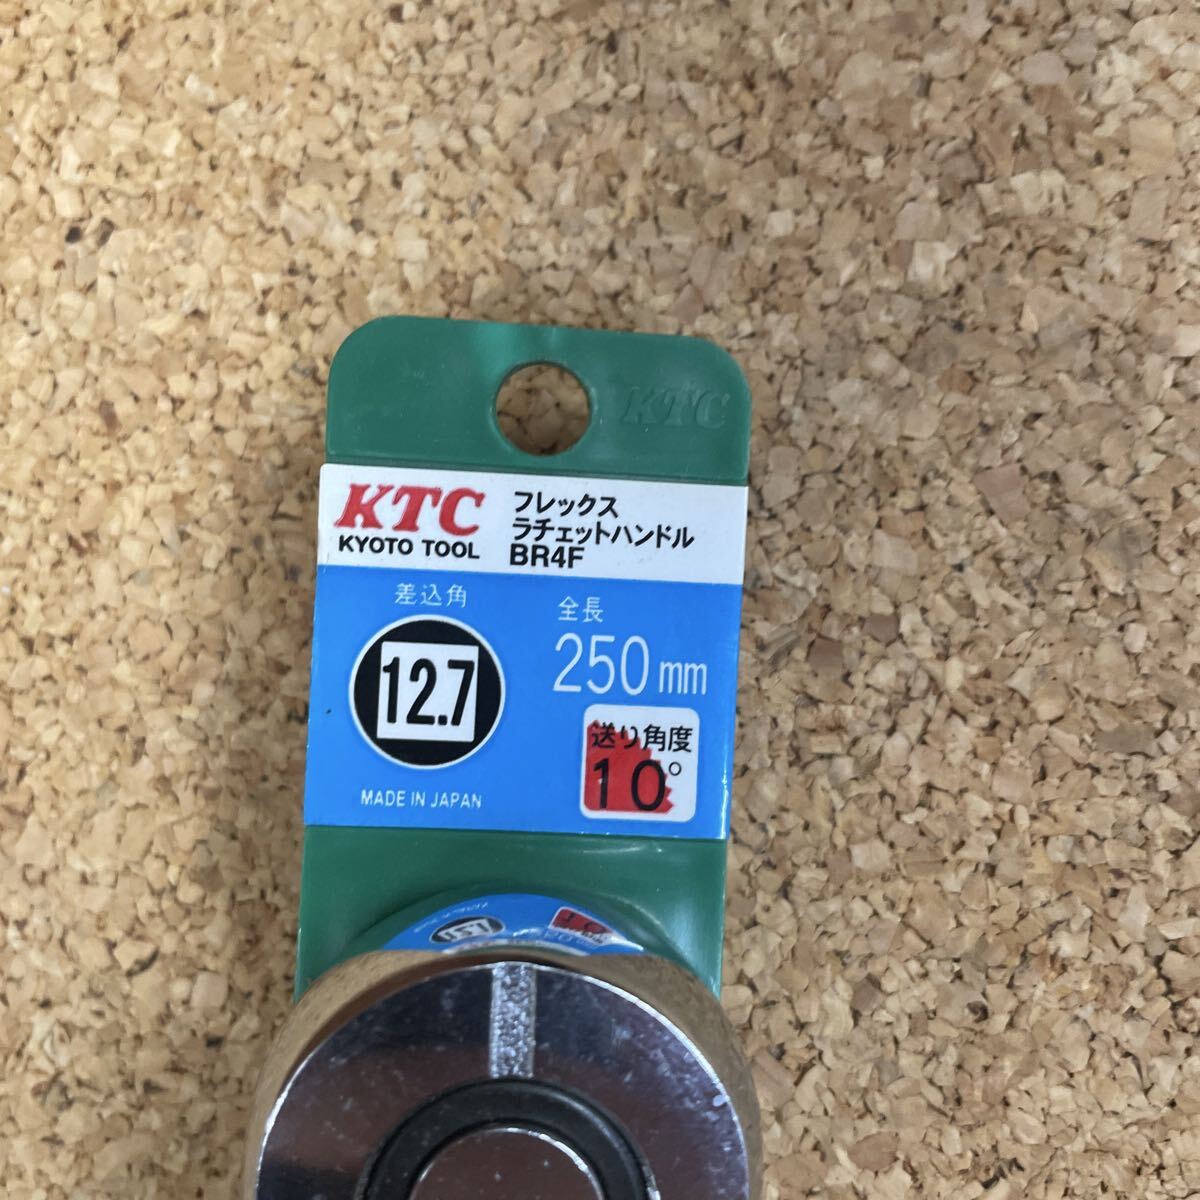 KTC
KTC
KYOTO TOOL
フレックス
ラチェットハンドル
BR4F
差込角
12.7
全長
250mm
送り角度
10°
MADE IN JAPAN